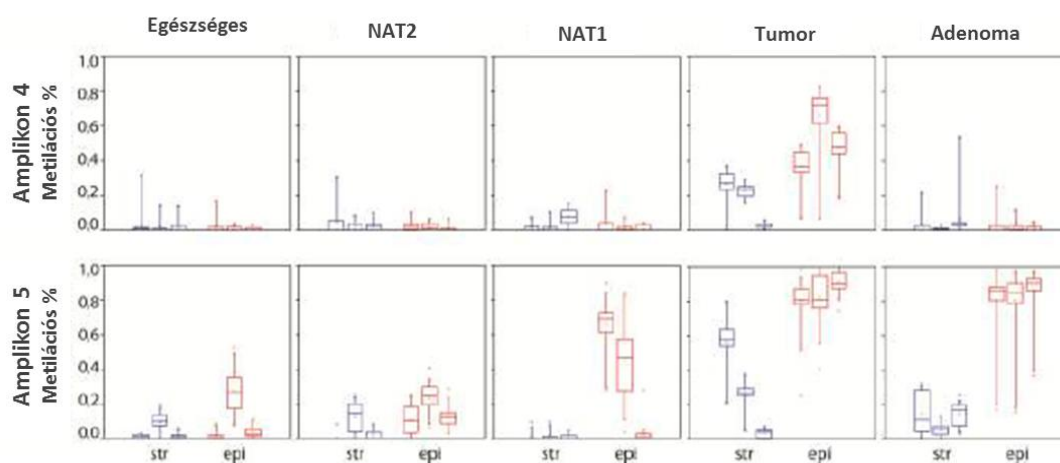 Egészséges NAT2 NAT1 Tumor Adenoma
Amplikon 4
Metilációs %
1.0
0.8
0.6
0.4
0.2
0.0
Amplikon 5
Metilációs %
1.0
0.8
0.6
0.4
0.2
0.0
str epi str epi str epi str epi str epi